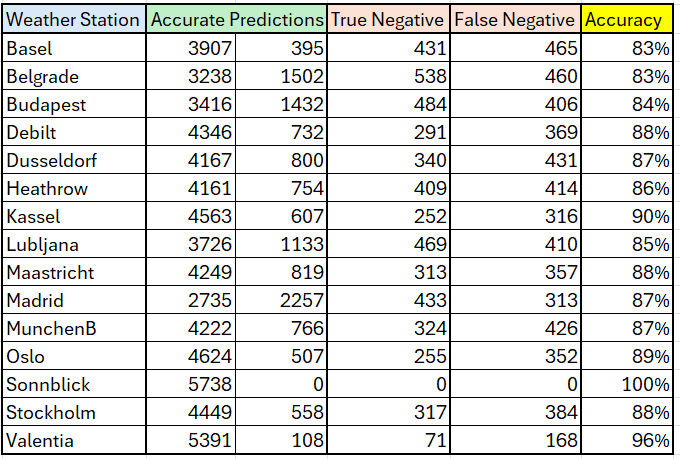 Weather Station Accurate Predictions True Negative False Negative Accuracy
Basel 3907 395 431 465 83%
Belgrade 3238 1502 538 460 83%
Budapest 3416 1432 484 406 84%
Debilt 4346 732 291 369 88%
Dusseldorf 4167 800 340 431 87%
Heathrow 4161 754 409 414 86%
Kassel 4563 607 252 316 90%
Lubljana 3726 1133 469 410 85%
Maastricht 4249 819 313 357 88%
Madrid 2735 2257 433 313 87%
MunchenB 4222 766 324 426 87%
Oslo 4624 507 255 352 89%
Sonnblick 5738 0 0 0 100%
Stockholm 4449 558 317 384 88%
Valentia 5391 108 71 168 96%